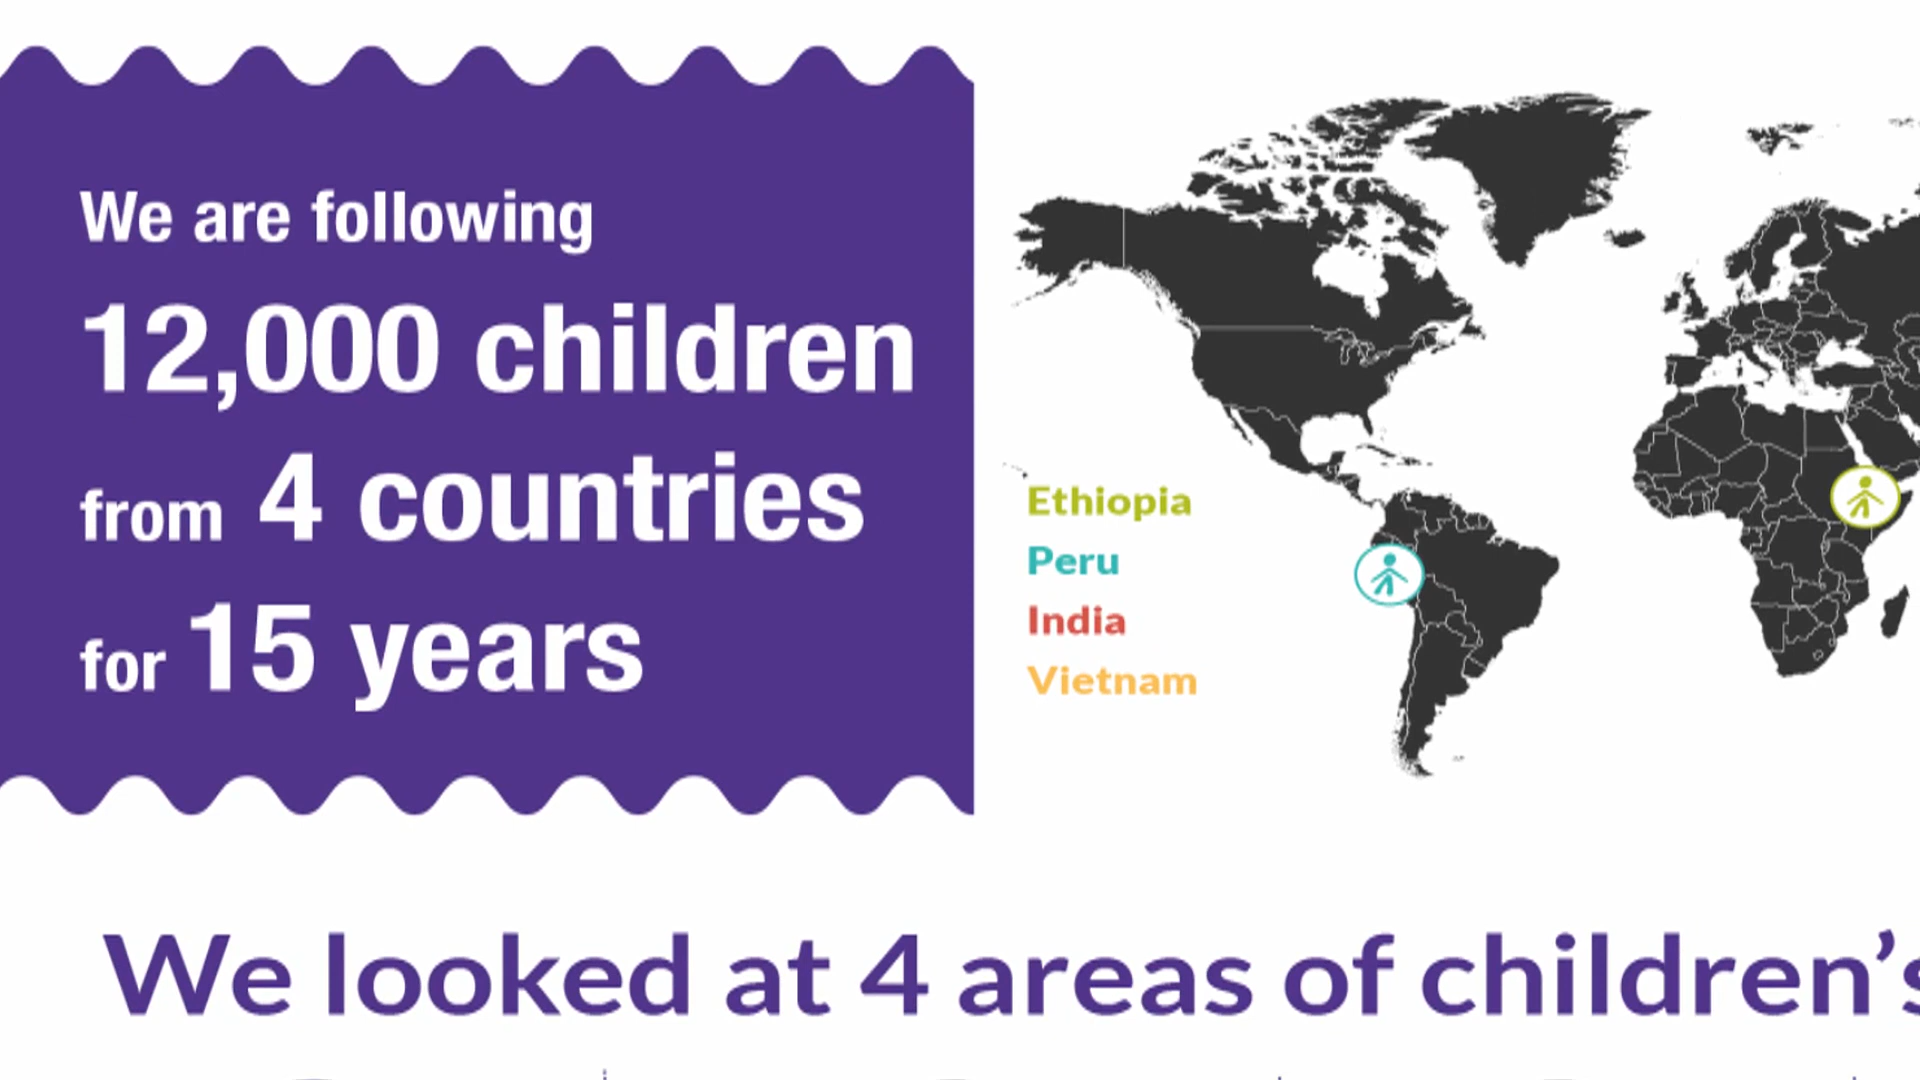 We are following
12,000 children
from 4 countries
for 15 years
Ethiopia
Peru
India
Vietnam
We looked at 4 areas of children’s